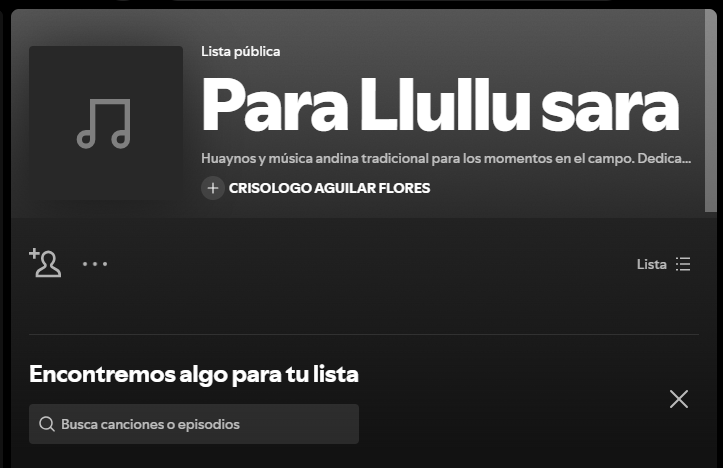 Lista pública
Para Llullu sara
Huaynos y música andina tradicional para los momentos en el campo. Dedica...
CRISOLOGO AGUILAR FLORES
Lista
Encontremos algo para tu lista
Busca canciones o episodios